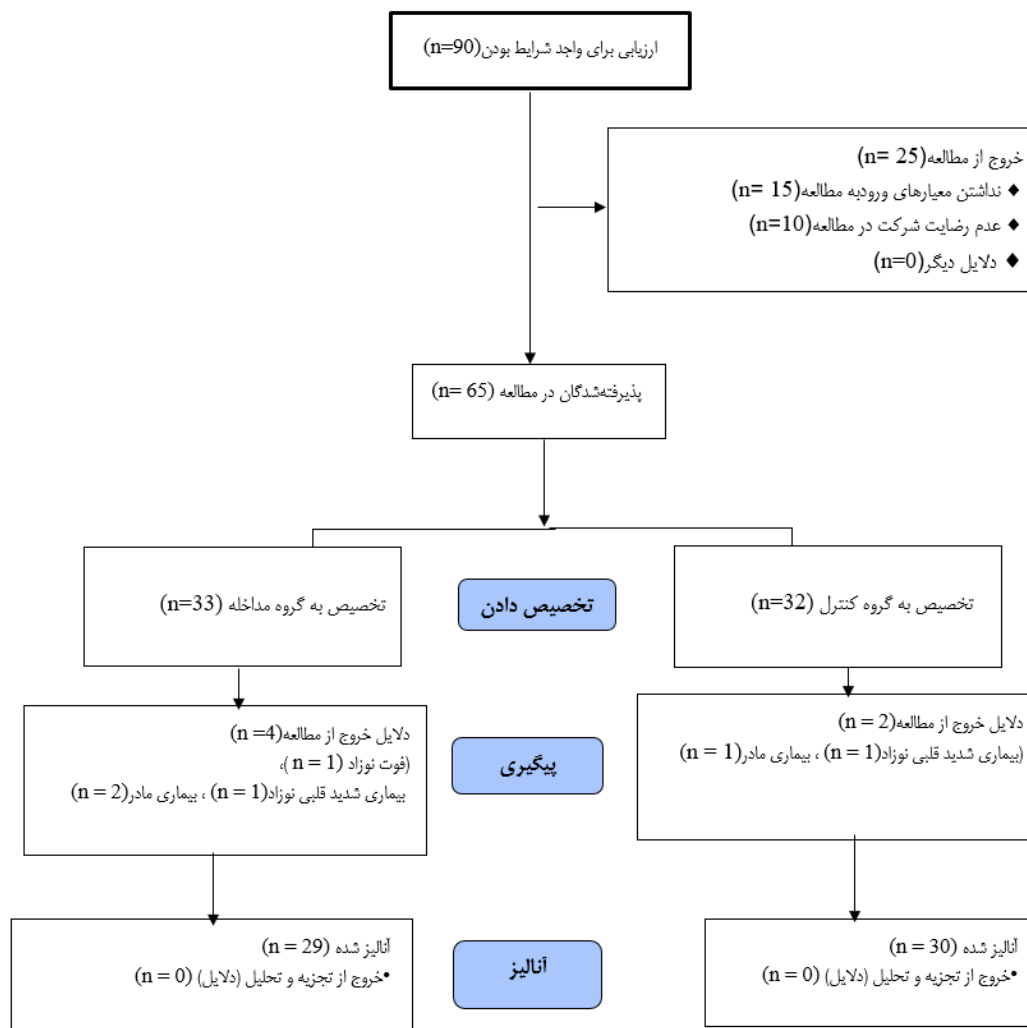 ارزیابی برای واجد شرایط بودن(n=90)
خروج از مطالعه(n= 25)
♦ نداشتن معیارهای ورودبه مطالعه(n= 15)
♦ عدم رضایت شرکت در مطالعه(n=10)
♦ دلایل دیگر(n=0)
پذیرفته‌شدگان در مطالعه (n= 65)
تخصیص به گروه کنترل (n=32)
تخصیص دادن
تخصیص به گروه مداخله (n=33)
دلایل خروج از مطالعه(n = 2)
(بیماری شدید قلبی نوزاد(n = 1) ، بیماری مادر(n = 1)
پیگیری
دلایل خروج از مطالعه(n =4)
(فوت نوزاد (n = 1 )،
بیماری شدید قلبی نوزاد(n = 1) ، بیماری مادر(n = 2)
آنالیز شده (n = 30)
•خروج از تجزیه و تحلیل (دلایل) (n = 0)
آنالیز
آنالیز شده (n = 29)
•خروج از تجزیه و تحلیل (دلایل) (n = 0)